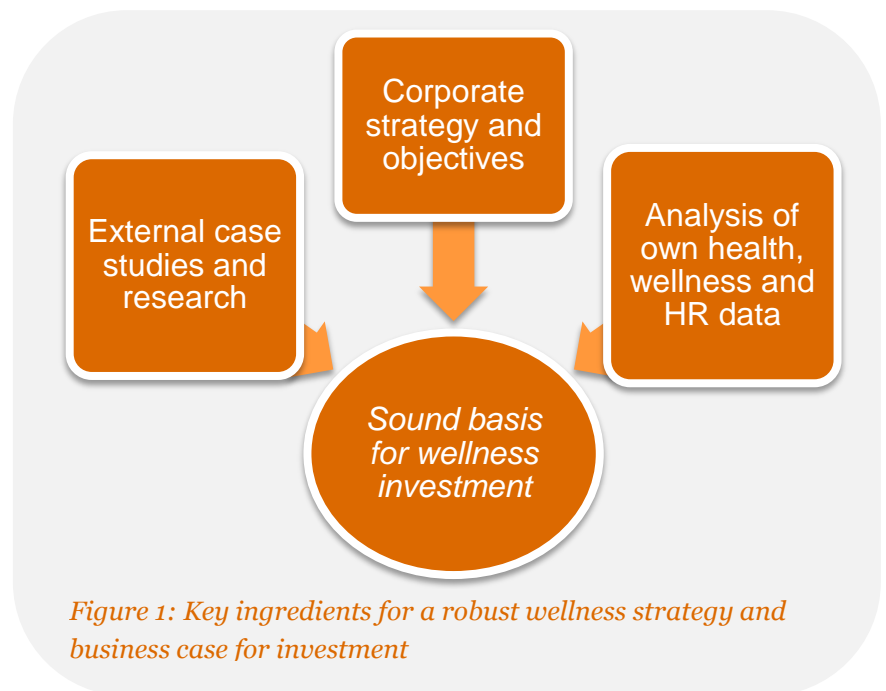 Corporate
strategy and
objectives
External case
studies and
research
Analysis of
own health,
wellness and
HR data
Sound basis
for wellness
investment
Figure 1: Key ingredients for a robust wellness strategy and
business case for investment